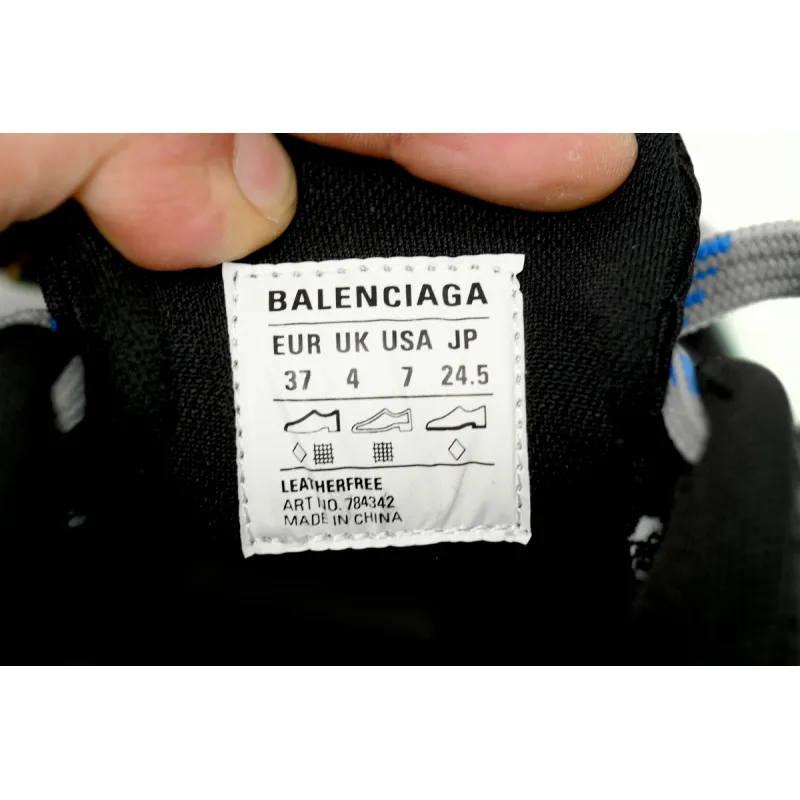 BALENCIAGA
EUR UK USA JP
37 4 7 24.5
LEATHERFREE
ART NO. 784342
MADE IN CHINA